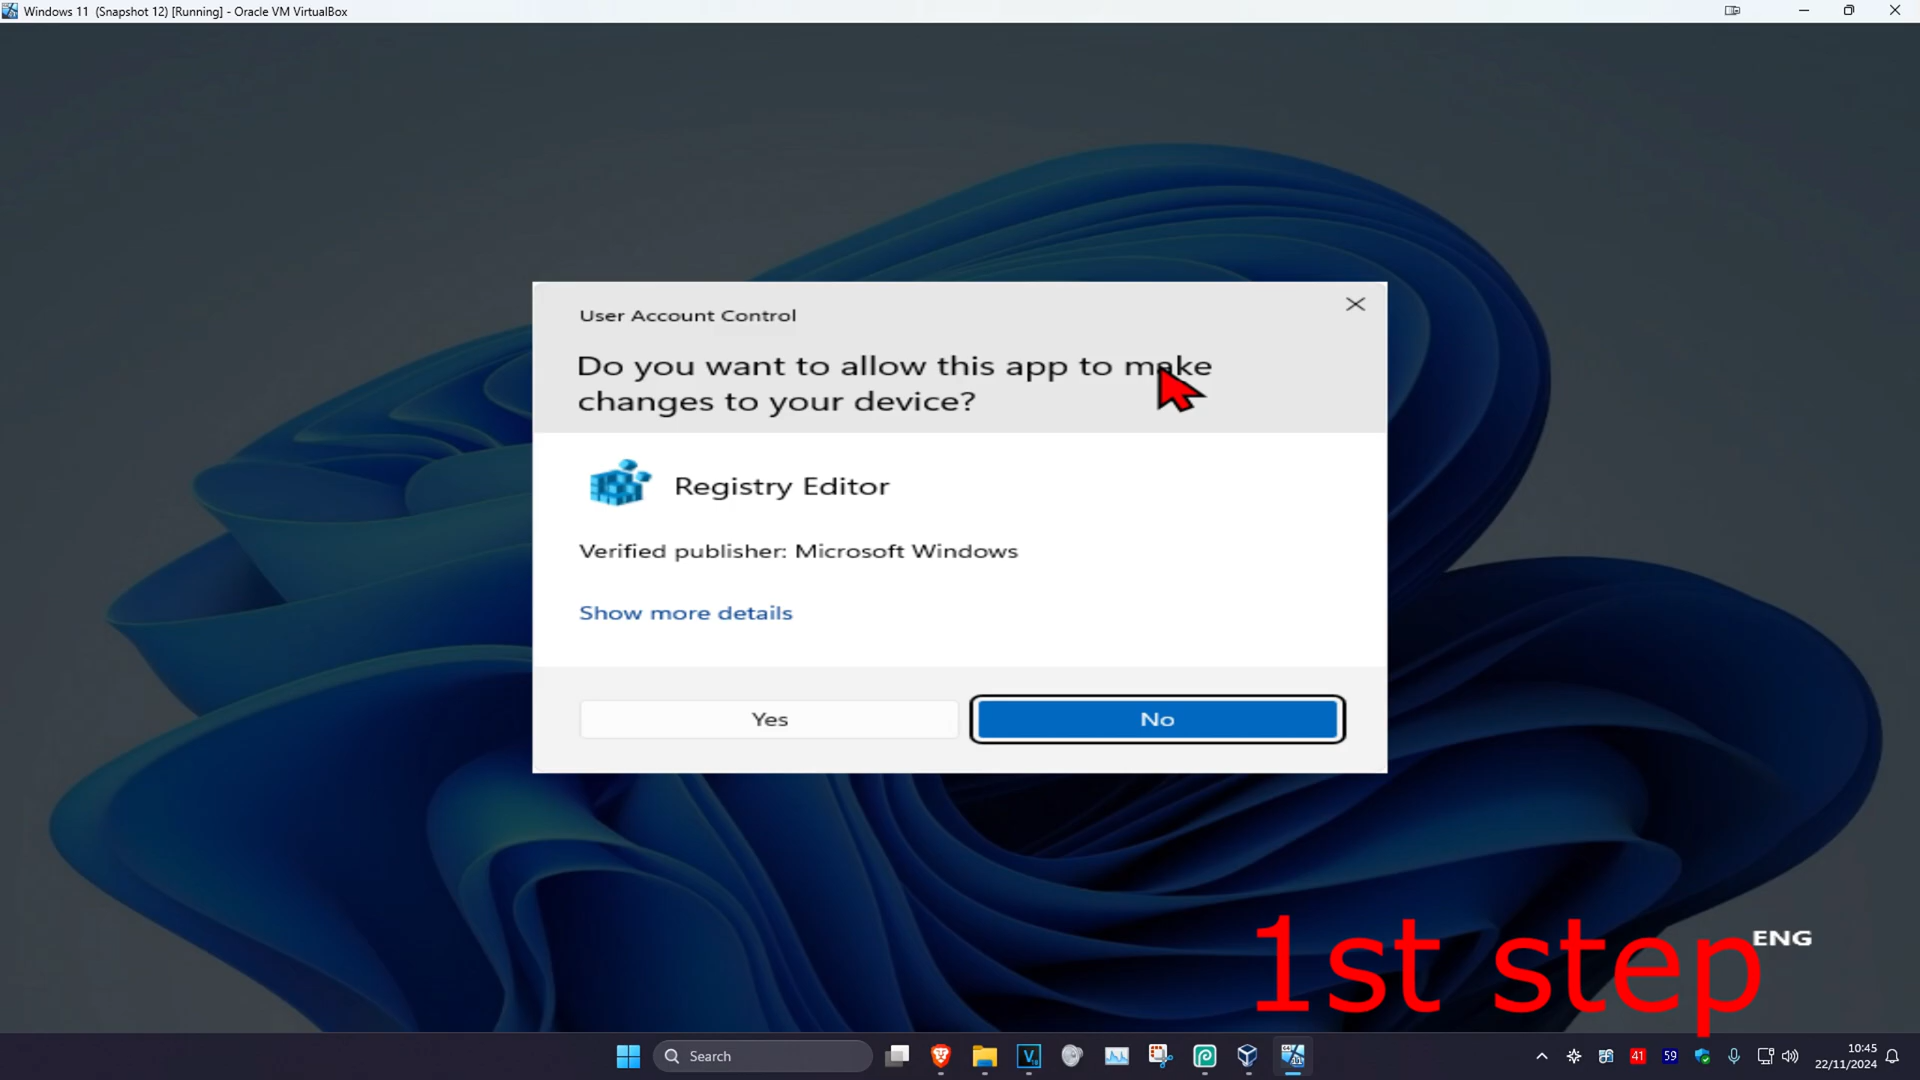 Windows 11 (Snapshot 12) [Running] - Oracle VM VirtualBox
User Account Control
Do you want to allow this app to make
changes to your device?
Registry Editor
Verified publisher: Microsoft Windows
Show more details
Yes
No
1st step
ENG
Search
41
59
10:45
22/11/2024